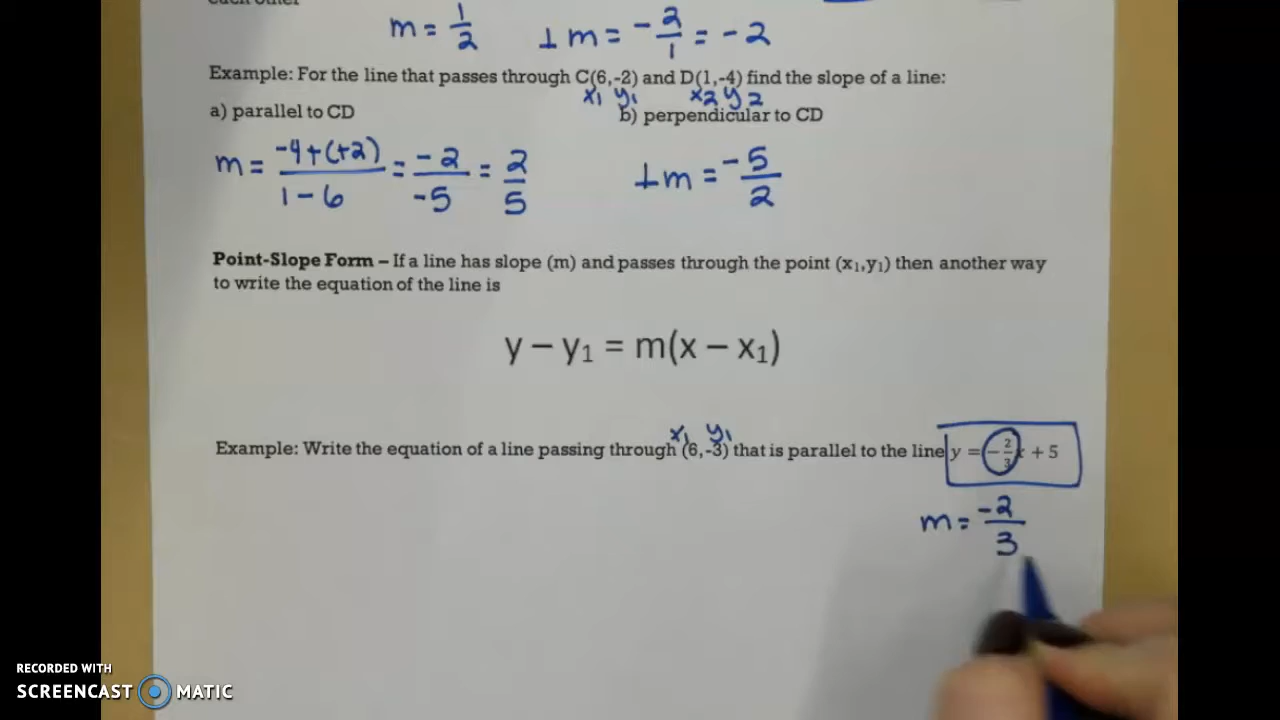 each other
m = 1/2 ⊥ m = -2/1 = -2
Example: For the line that passes through C(6,-2) and D(1,-4) find the slope of a line:
x1 y1 x2 y2
a) parallel to CD b) perpendicular to CD
m = -4+(+2)/1-6 = -2/-5 = 2/5 ⊥m = -5/2
Point-Slope Form – If a line has slope (m) and passes through the point (x₁,y₁) then another way
to write the equation of the line is
y – y₁ = m(x – x₁)
x1 y1
Example: Write the equation of a line passing through (6,-3) that is parallel to the line y = -2/3x + 5
m = -2/3
RECORDED WITH
SCREENCAST MATIC